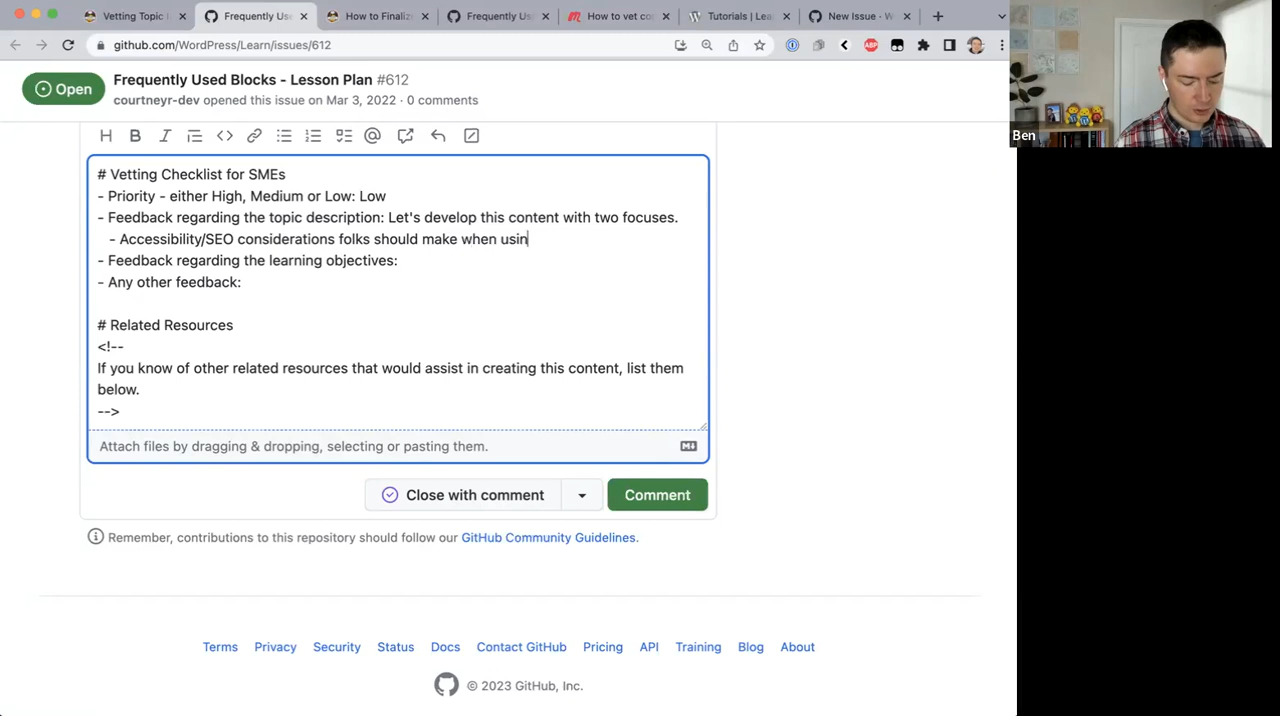 Vetting Topic
Frequently Us
How to Finaliz
Frequently Us
How to vet co
Tutorials | Lea
New Issue · W
github.com/WordPress/Learn/issues/612
Open
Frequently Used Blocks - Lesson Plan #612
courtneyr-dev opened this issue on Mar 3, 2022 · 0 comments
Ben
# Vetting Checklist for SMEs
- Priority - either High, Medium or Low: Low
- Feedback regarding the topic description: Let's develop this content with two focuses.
- Accessibility/SEO considerations folks should make when usin
- Feedback regarding the learning objectives:
- Any other feedback:
# Related Resources
<!--
If you know of other related resources that would assist in creating this content, list them
below.
-->
Attach files by dragging & dropping, selecting or pasting them.
Close with comment
Comment
Remember, contributions to this repository should follow our GitHub Community Guidelines.
Terms Privacy Security Status Docs Contact GitHub Pricing API Training Blog About
© 2023 GitHub, Inc.